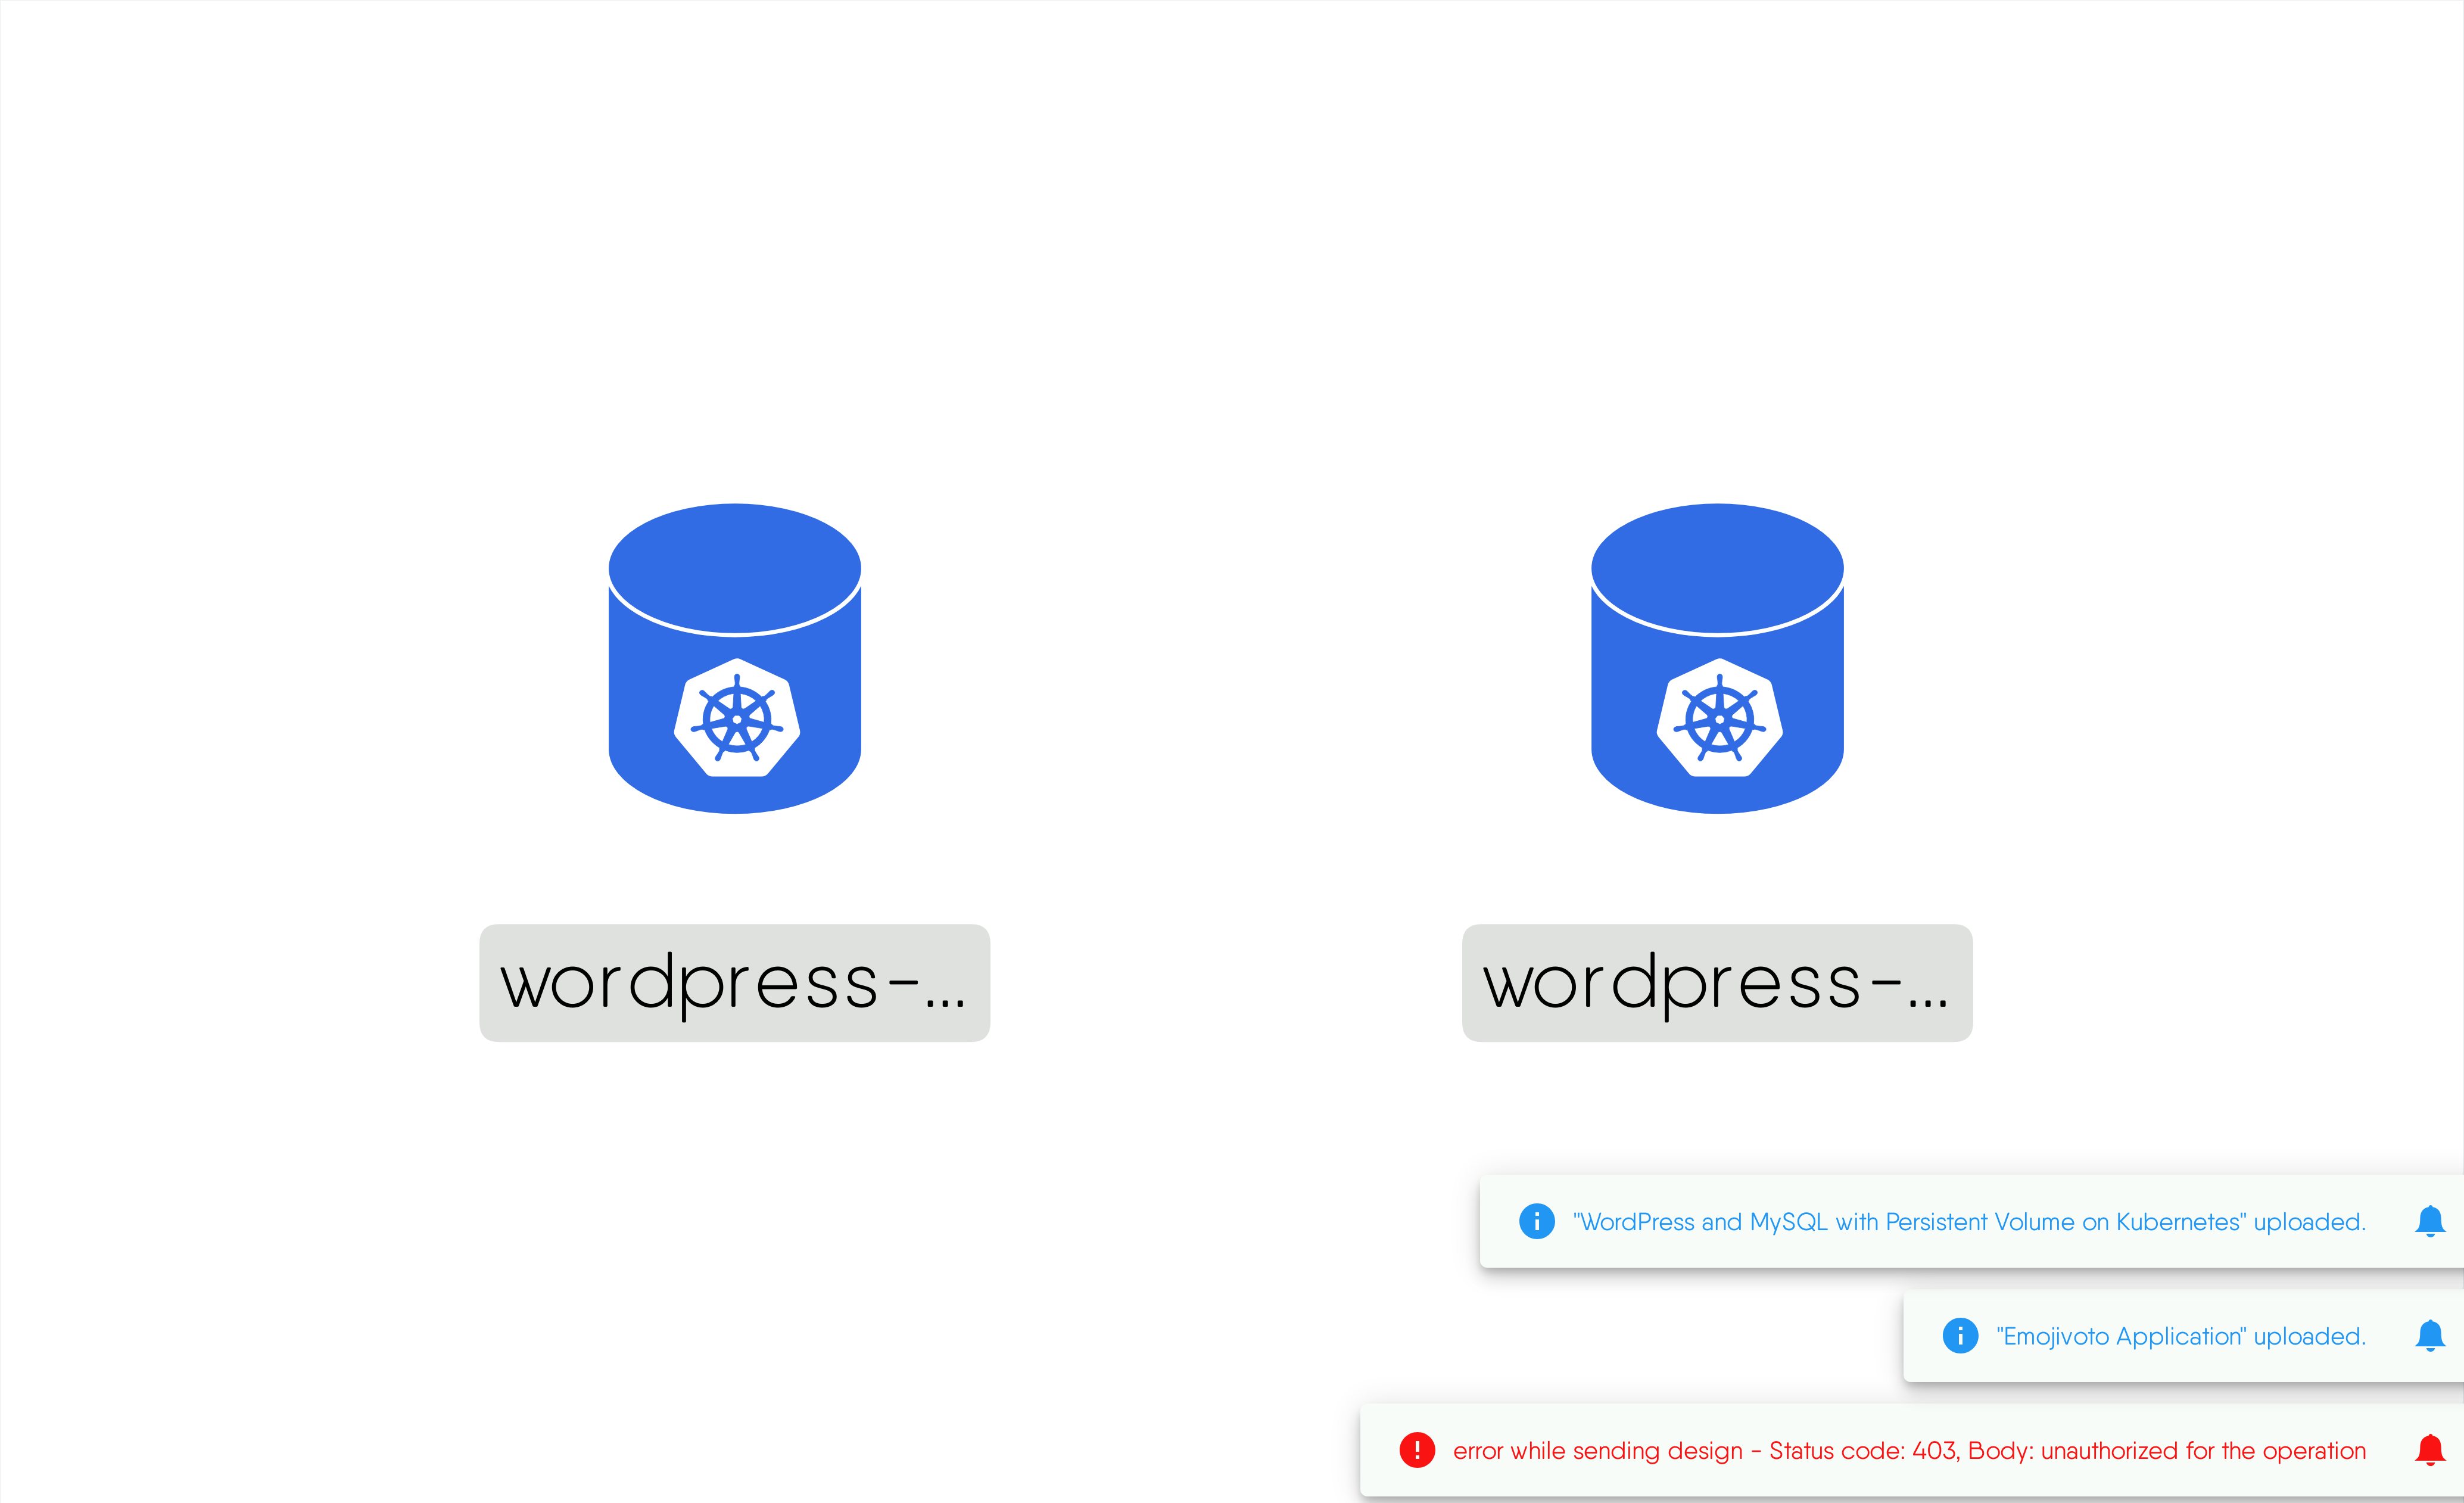 wordpress-...
wordpress-...
"WordPress and MySQL with Persistent Volume on Kubernetes" uploaded.
"Emojivoto Application" uploaded.
error while sending design - Status code: 403, Body: unauthorized for the operation